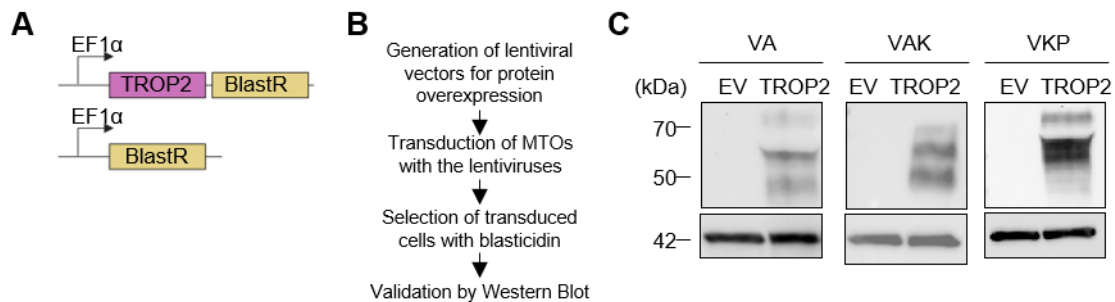 A
EF1α
TROP2 BlastR
EF1α
BlastR
B
Generation of lentiviral
vectors for protein
overexpression
Transduction of MTOs
with the lentiviruses
Selection of transduced
cells with blasticidin
Validation by Western Blot
C
VA VAK VKP
(kDa) EV TROP2 EV TROP2 EV TROP2
70
50
42